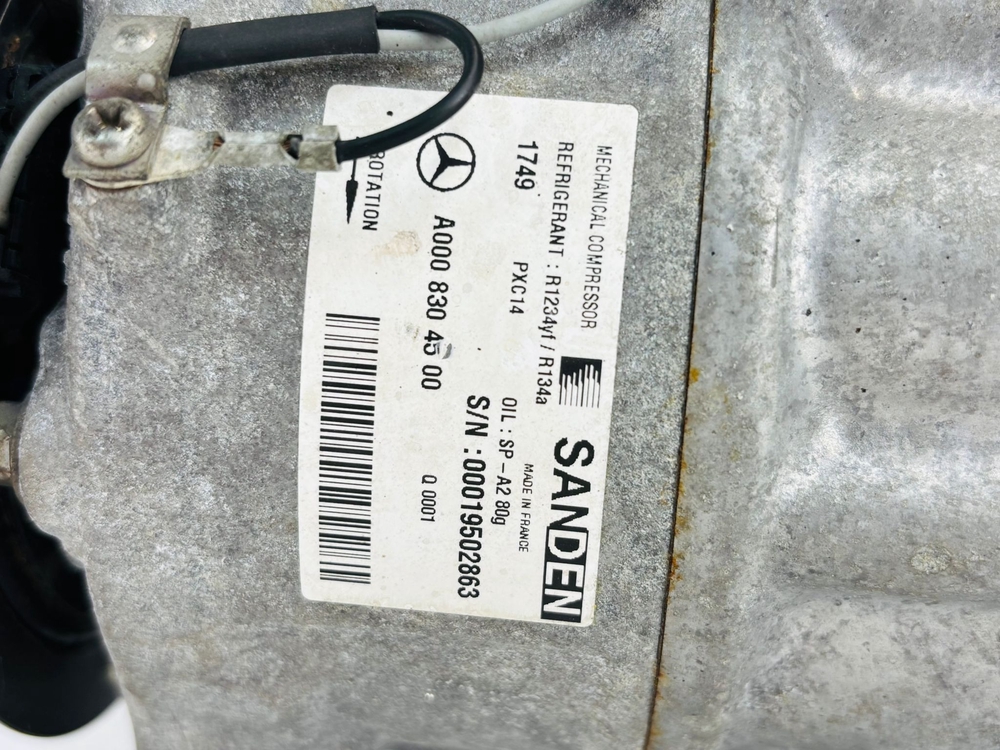 MECHANICAL COMPRESSOR
SANDEN
REFRIGERANT : R1234yf / R134a
MADE IN FRANCE
1749
PXC14
OIL : SP – A2 80g
S/N : 00019502863
A000 830 45 00
Q 0001
ROTATION